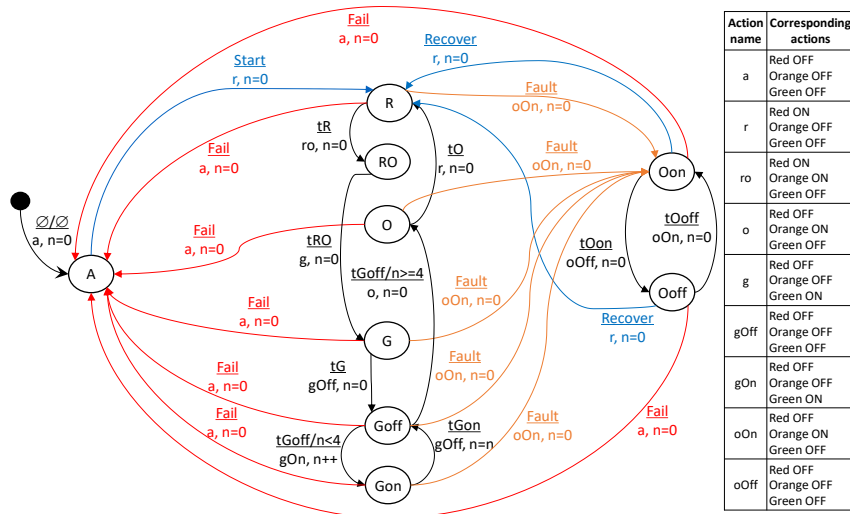 Fail
a, n=0
Start
r, n=0
Recover
r, n=0
Fault
oOn, n=0
R
Fail
a, n=0
tR
ro, n=0
RO
tO
r, n=0
Fault
oOn, n=0
Oon
∅/∅
a, n=0
A
Fail
a, n=0
O
tRO
g, n=0
tGoff/n>=4
o, n=0
tOon
oOff, n=0
tOoff
oOn, n=0
Ooff
Fault
oOn, n=0
Recover
r, n=0
Fail
a, n=0
G
tG
gOff, n=0
Fault
oOn, n=0
Fail
a, n=0
Fail
a, n=0
Goff
tGoff/n<4
gOn, n++
Gon
tGon
gOff, n=n
Fault
oOn, n=0
Fail
a, n=0
Action name
Corresponding actions
a
Red OFF
Orange OFF
Green OFF
r
Red ON
Orange OFF
Green OFF
ro
Red ON
Orange ON
Green OFF
o
Red OFF
Orange ON
Green OFF
g
Red OFF
Orange OFF
Green ON
gOff
Red OFF
Orange OFF
Green OFF
gOn
Red OFF
Orange OFF
Green ON
oOn
Red OFF
Orange ON
Green OFF
oOff
Red OFF
Orange OFF
Green OFF